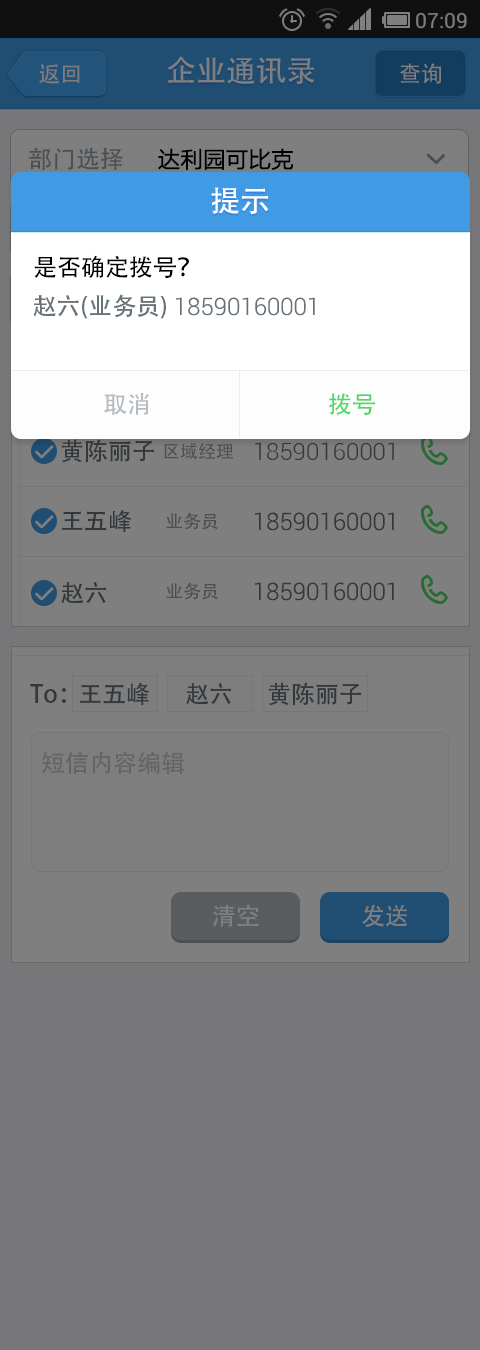 07:09
返回 企业通讯录 查询
部门选择 达利园可比克
提示
是否确定拨号?
赵六(业务员) 18590160001
取消 拨号
黄陈丽子 区域经理 18590160001
王五峰 业务员 18590160001
赵六 业务员 18590160001
To: 王五峰 赵六 黄陈丽子
短信内容编辑
清空 发送